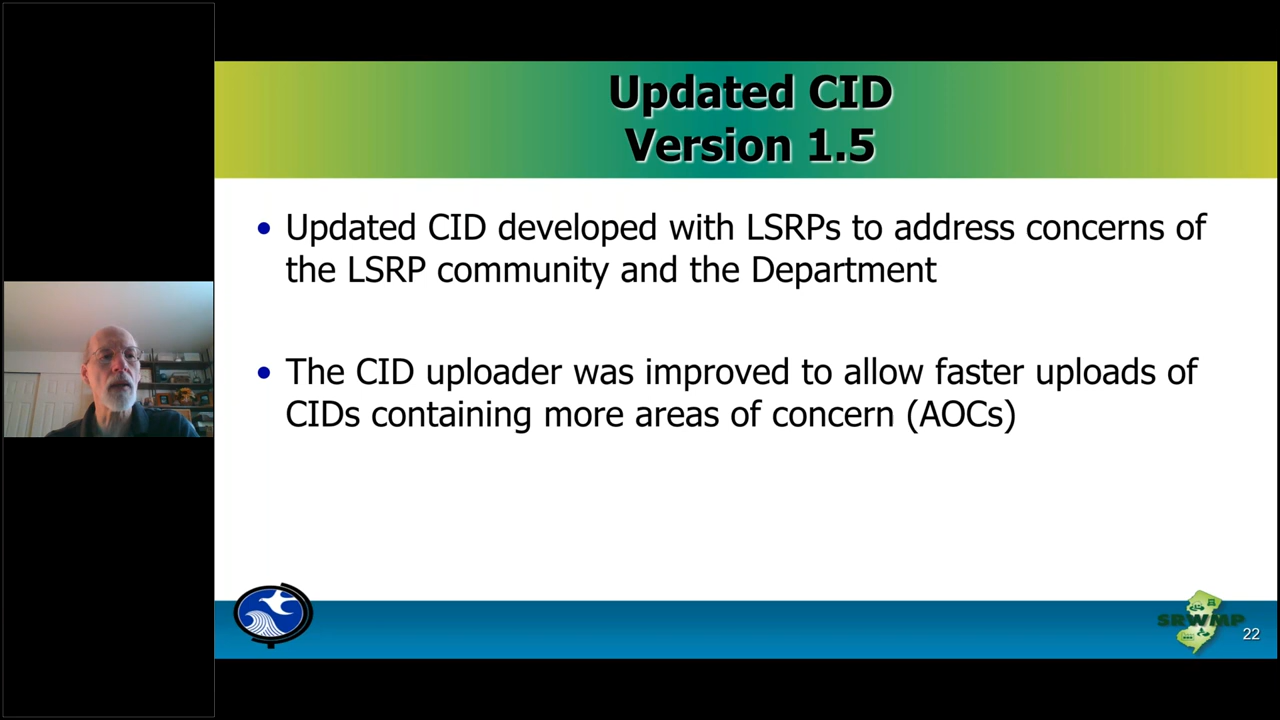 Updated CID
Version 1.5
• Updated CID developed with LSRPs to address concerns of
the LSRP community and the Department
• The CID uploader was improved to allow faster uploads of
CIDs containing more areas of concern (AOCs)
SRWMP
22